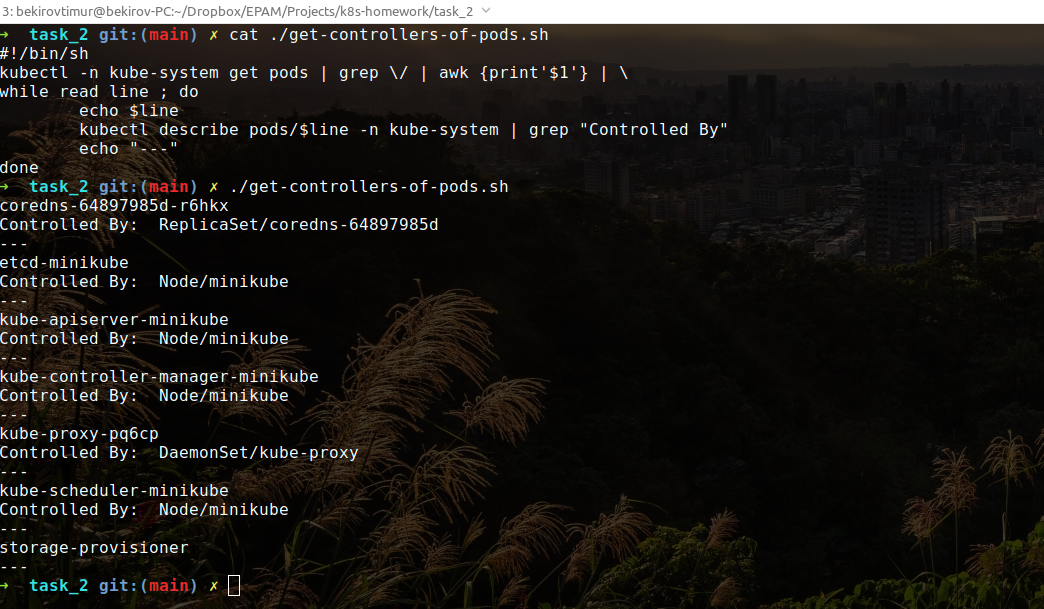 3: bekirovtimur@bekirov-PC:~/Dropbox/EPAM/Projects/k8s-homework/task_2
→ task_2 git:(main) ✗ cat ./get-controllers-of-pods.sh
#!/bin/sh
kubectl -n kube-system get pods | grep \/ | awk {print'$1'} | \
while read line ; do
        echo $line
        kubectl describe pods/$line -n kube-system | grep "Controlled By"
        echo "---"
done
→ task_2 git:(main) ✗ ./get-controllers-of-pods.sh
coredns-64897985d-r6hkx
Controlled By:  ReplicaSet/coredns-64897985d
---
etcd-minikube
Controlled By:  Node/minikube
---
kube-apiserver-minikube
Controlled By:  Node/minikube
---
kube-controller-manager-minikube
Controlled By:  Node/minikube
---
kube-proxy-pq6cp
Controlled By:  DaemonSet/kube-proxy
---
kube-scheduler-minikube
Controlled By:  Node/minikube
---
storage-provisioner
---
→ task_2 git:(main) ✗